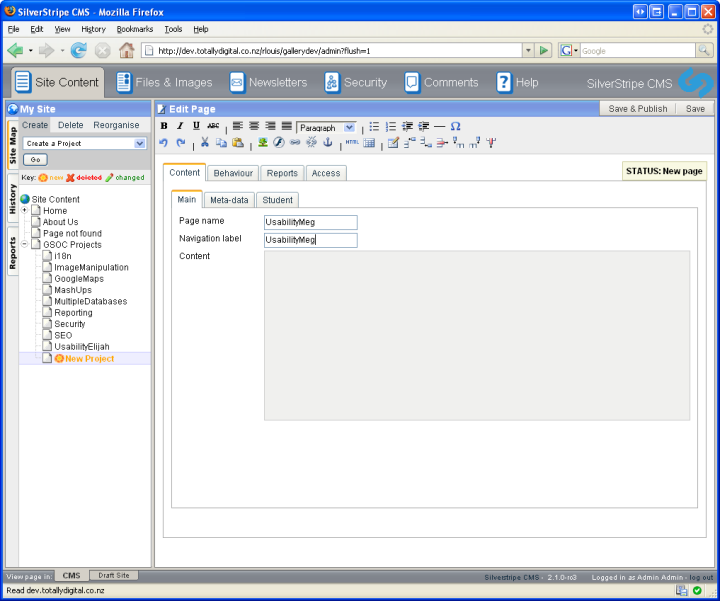 SilverStripe CMS - Mozilla Firefox
File Edit View History Bookmarks Tools Help
http://dev.totallydigital.co.nz/rlouis/gallerydev/admin?flush=1
G Google
Site Content Files & Images Newsletters Security Comments Help SilverStripe CMS
My Site
Edit Page
Save & Publish Save
Site Map
History
Reports
Create Delete Reorganise
Create a Project
Go
Key: new deleted changed
Site Content
Home
About Us
Page not found
GSOC Projects
i18n
ImageManipulation
GoogleMaps
MashUps
MultipleDatabases
Reporting
Security
SEO
UsabilityElijah
New Project
B I U ABC Paragraph Ω
HTML
Content Behaviour Reports Access
STATUS: New page
Main Meta-data Student
Page name UsabilityMeg
Navigation label UsabilityMeg
Content
View page in: CMS Draft Site
SilverStripe CMS - 2.1.0-rc3 Logged in as Admin Admin - log out
Read dev.totallydigital.co.nz